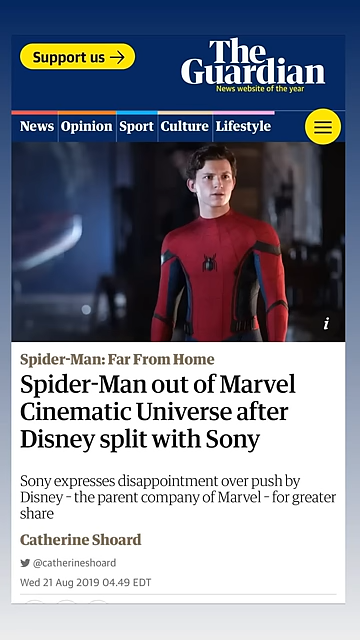 Support us →
The
Guardian
News website of the year
News Opinion Sport Culture Lifestyle
i
Spider-Man: Far From Home
Spider-Man out of Marvel
Cinematic Universe after
Disney split with Sony
Sony expresses disappointment over push by
Disney – the parent company of Marvel – for greater
share
Catherine Shoard
@catherineshoard
Wed 21 Aug 2019 04.49 EDT